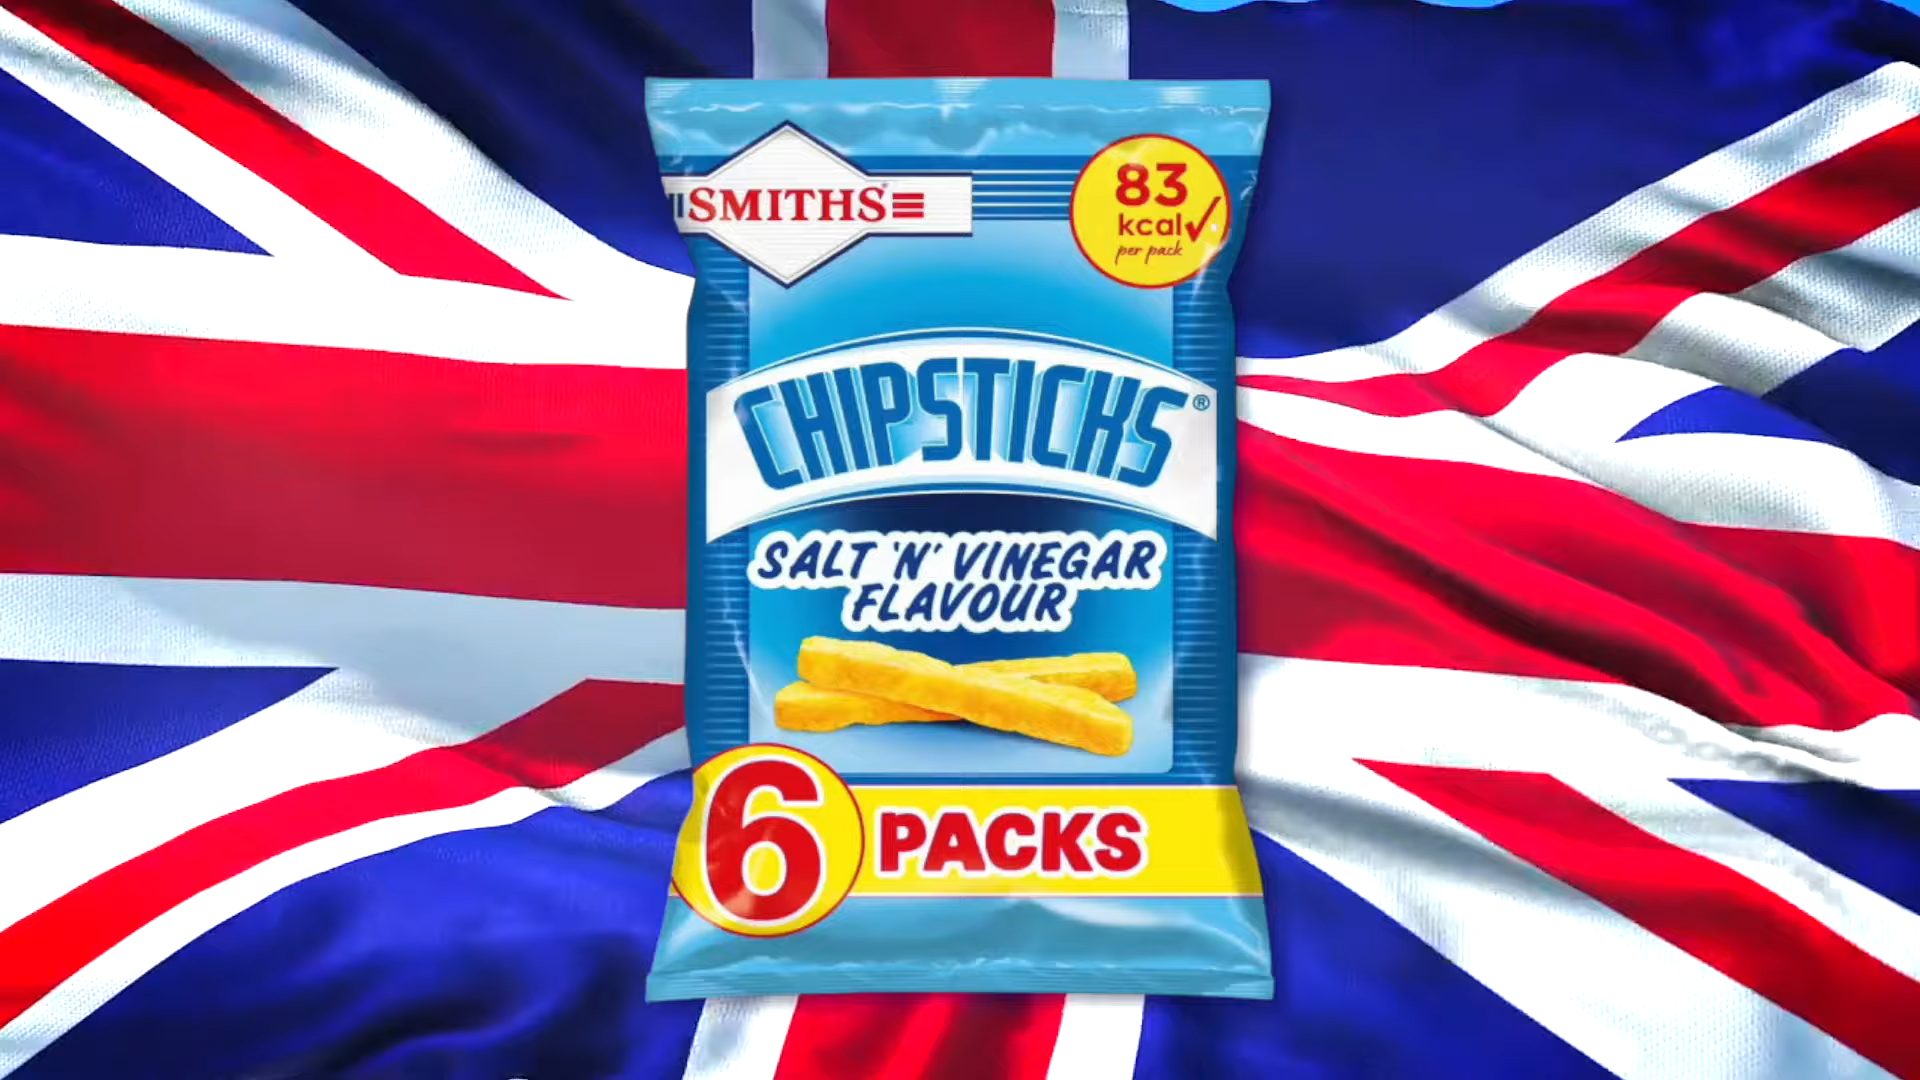 SMITHS
83
kcal
per pack
CHIPSTICKS®
SALT 'N' VINEGAR
FLAVOUR
6 PACKS